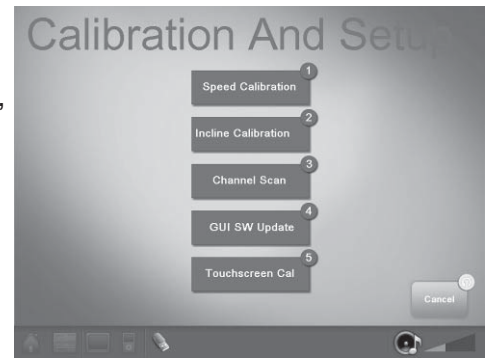 Calibration And Setup
1
Speed Calibration
2
Incline Calibration
3
Channel Scan
4
GUI SW Update
5
Touchscreen Cal
Cancel